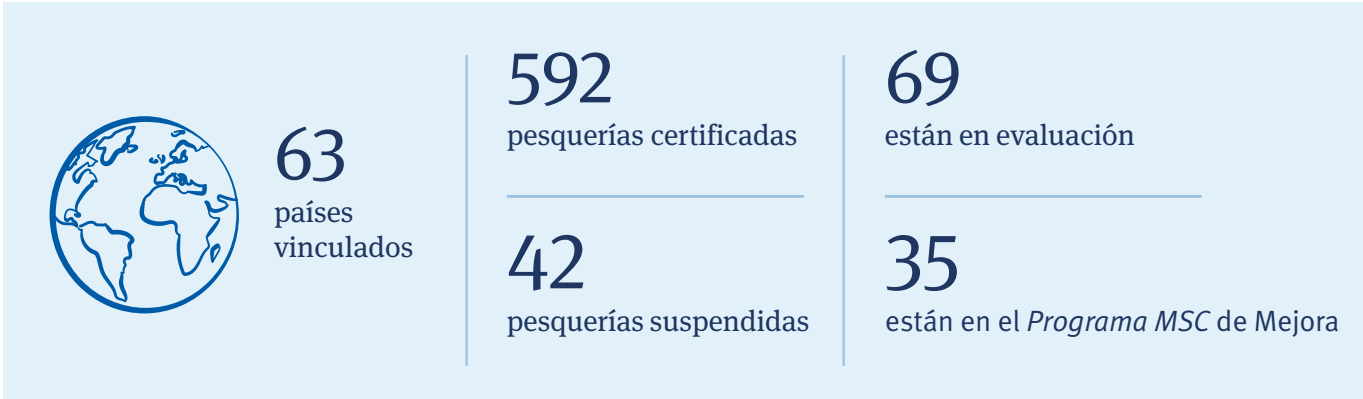 63
países
vinculados
592
pesquerías certificadas
42
pesquerías suspendidas
69
están en evaluación
35
están en el Programa MSC de Mejora